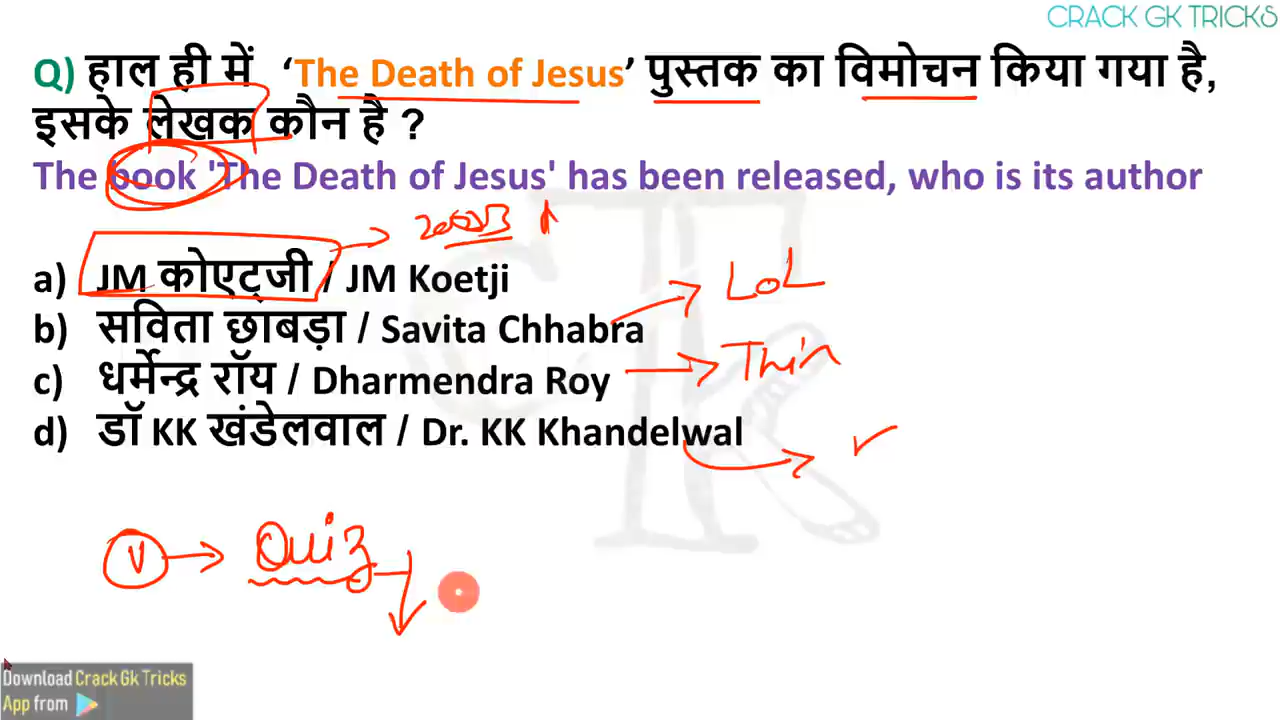 CRACK GK TRICKS
Q) हाल ही में ‘The Death of Jesus’ पुस्तक का विमोचन किया गया है,
इसके लेखक कौन है ?
The book 'The Death of Jesus' has been released, who is its author
a) JM कोएट्जी / JM Koetji
b) सविता छाबड़ा / Savita Chhabra
LOL
c) धर्मेन्द्र रॉय / Dharmendra Roy
Thin
d) डॉ KK खंडेलवाल / Dr. KK Khandelwal
V Quiz
Download Crack Gk Tricks
App from